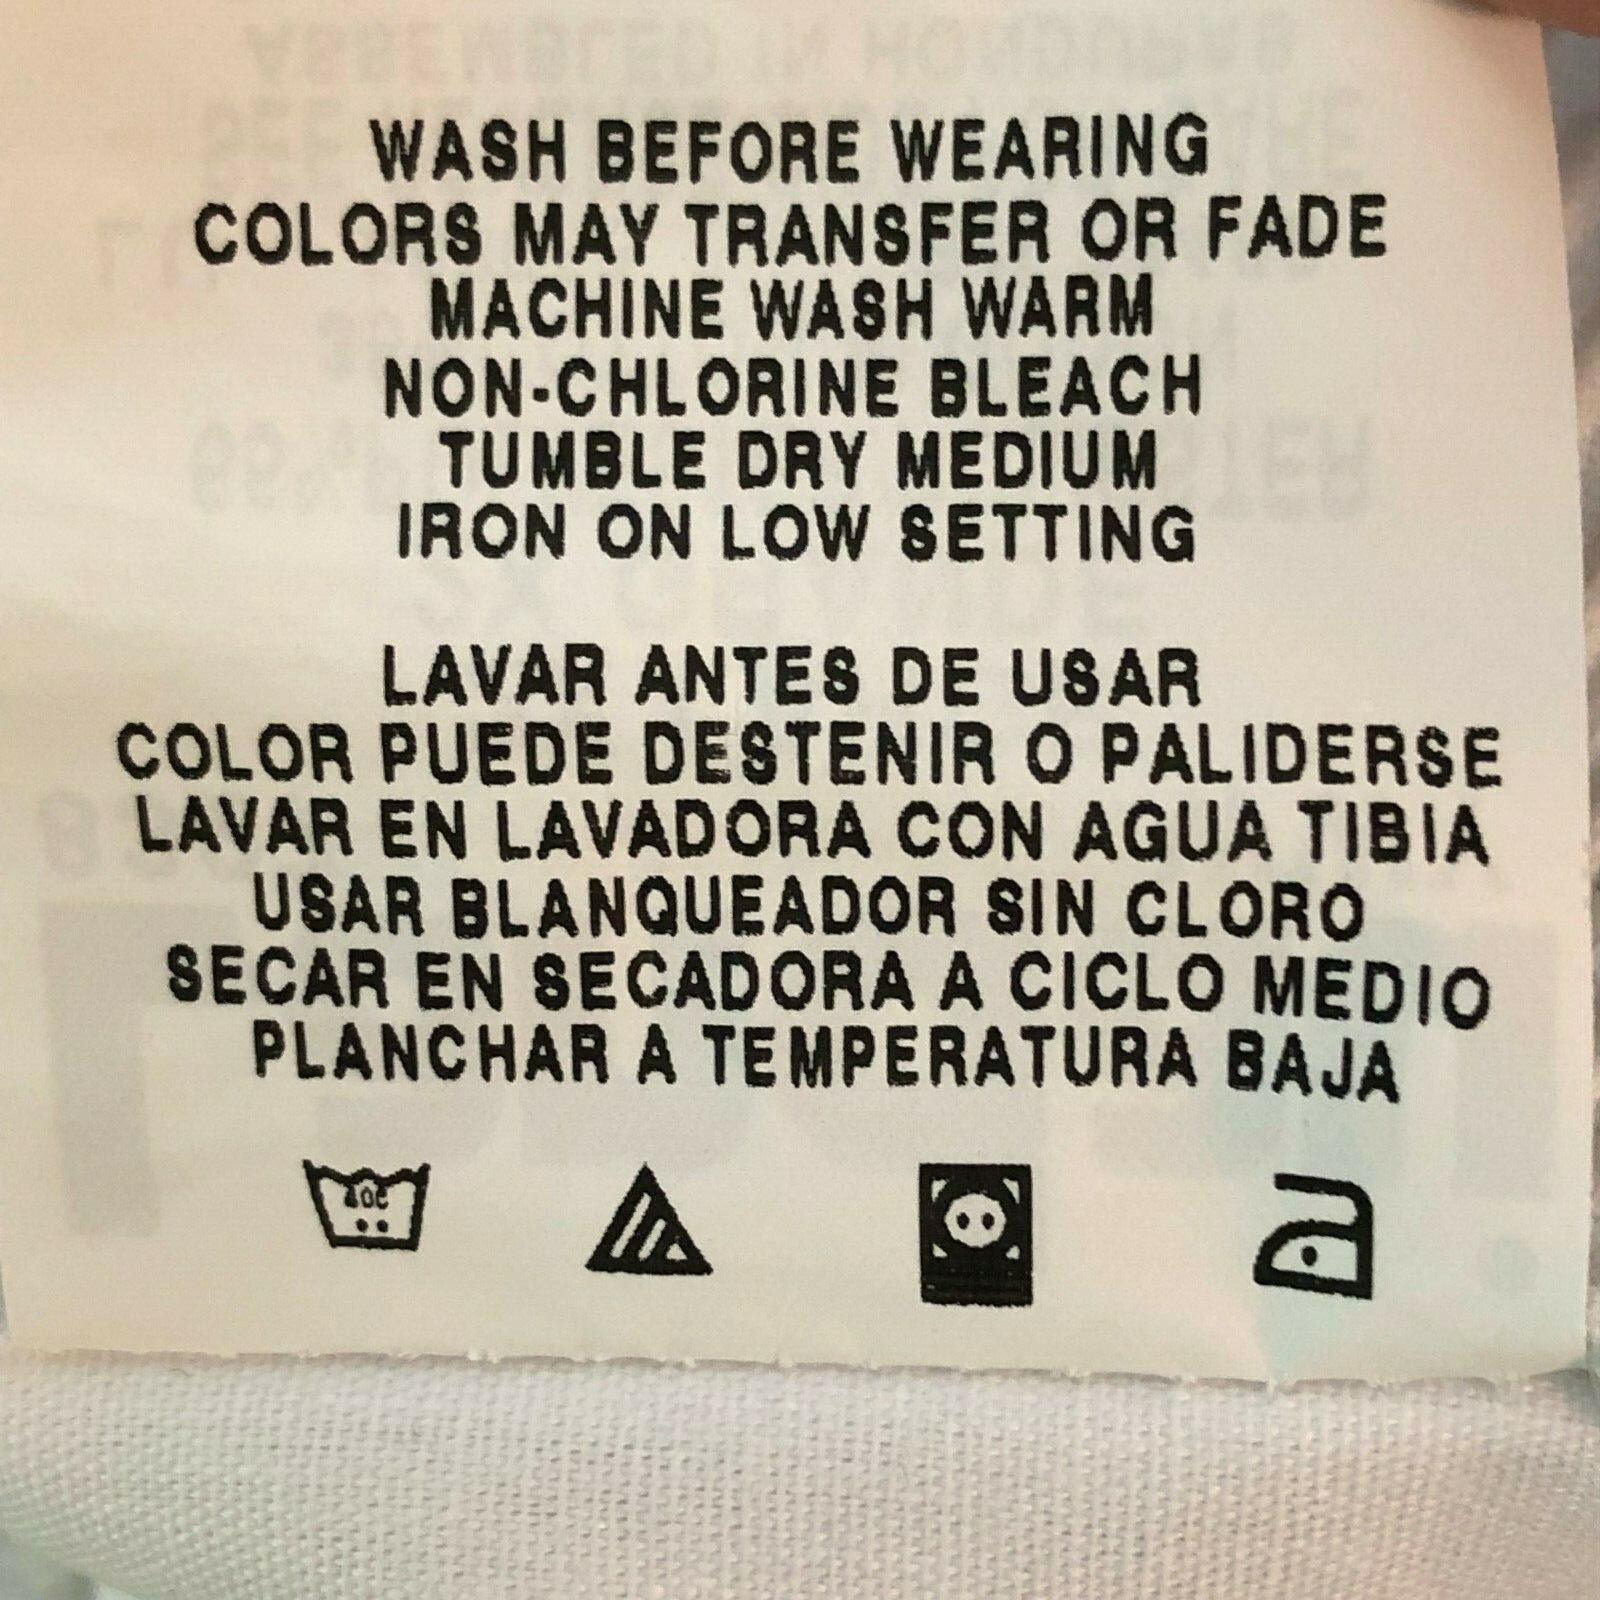 WASH BEFORE WEARING
COLORS MAY TRANSFER OR FADE
MACHINE WASH WARM
NON-CHLORINE BLEACH
TUMBLE DRY MEDIUM
IRON ON LOW SETTING
LAVAR ANTES DE USAR
COLOR PUEDE DESTENIR O PALIDERSE
LAVAR EN LAVADORA CON AGUA TIBIA
USAR BLANQUEADOR SIN CLORO
SECAR EN SECADORA A CICLO MEDIO
PLANCHAR A TEMPERATURA BAJA
40C